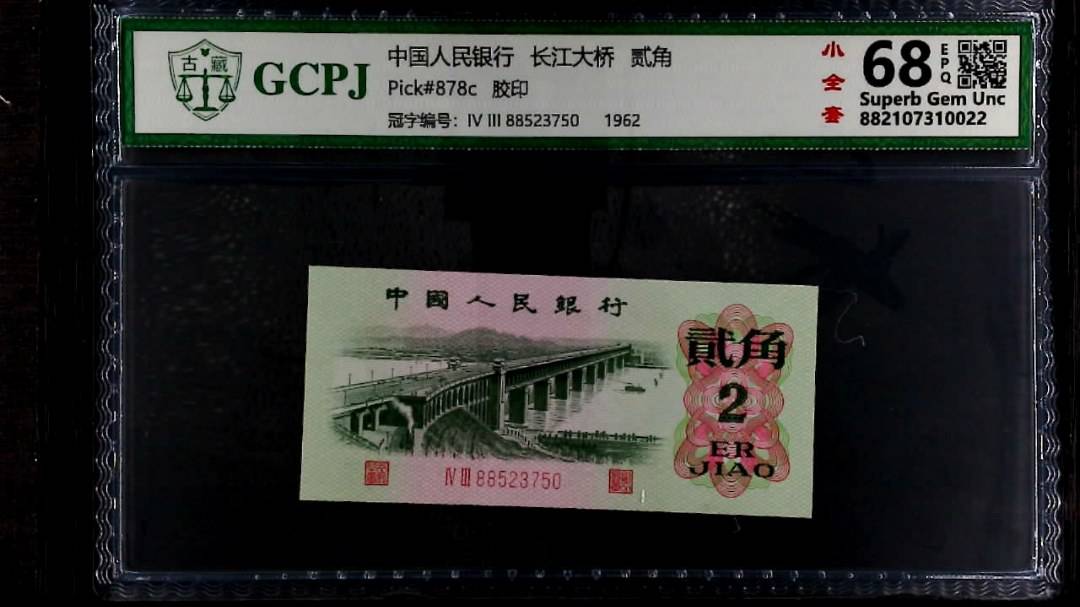 古藏
GCPJ
中国人民银行 长江大桥 贰角
Pick#878c 胶印
冠字编号: Ⅳ Ⅲ 88523750 1962
小全套
68
EPQ
Superb Gem Unc
882107310022
中國人民銀行
貳角
2
ER
JIAO
Ⅳ Ⅲ 88523750